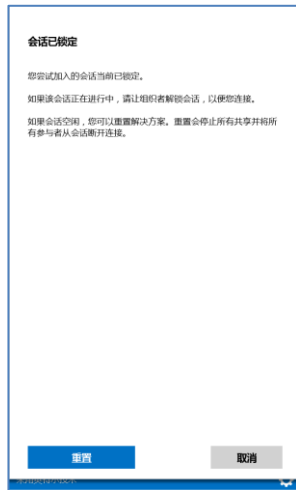 会话已锁定
您尝试加入的会话当前已锁定。
如果该会话正在进行中，请让组织者解锁会话，以便您连接。
如果会话空闲，您可以重置解决方案。重置会停止所有共享并将所
有参与者从会话断开连接。
重置
取消